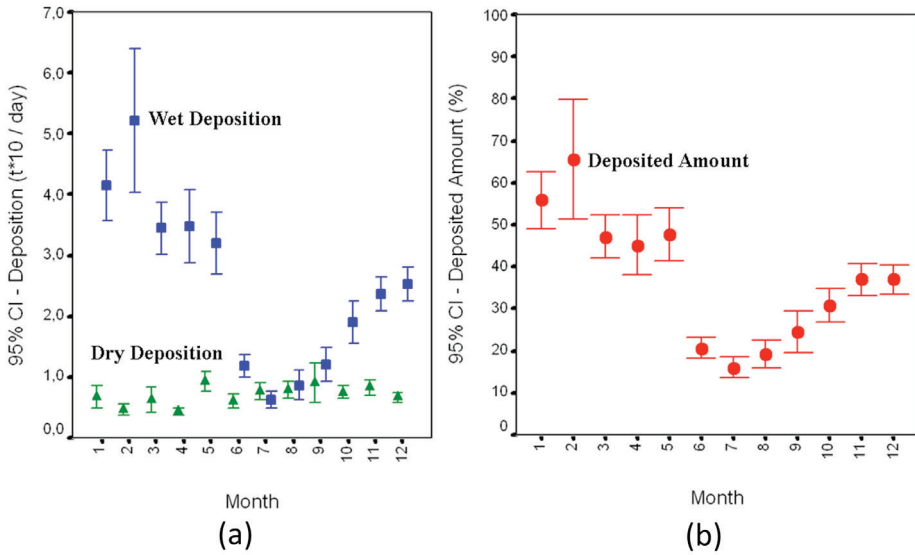 7,0
6,0
5,0
4,0
3,0
2,0
1,0
0,0
95% CI - Deposition (t*10 / day)
Wet Deposition
Dry Deposition
1 2 3 4 5 6 7 8 9 10 11 12
Month
(a)
100
90
80
70
60
50
40
30
20
10
0
95% CI - Deposited Amount (%)
Deposited Amount
1 2 3 4 5 6 7 8 9 10 11 12
Month
(b)